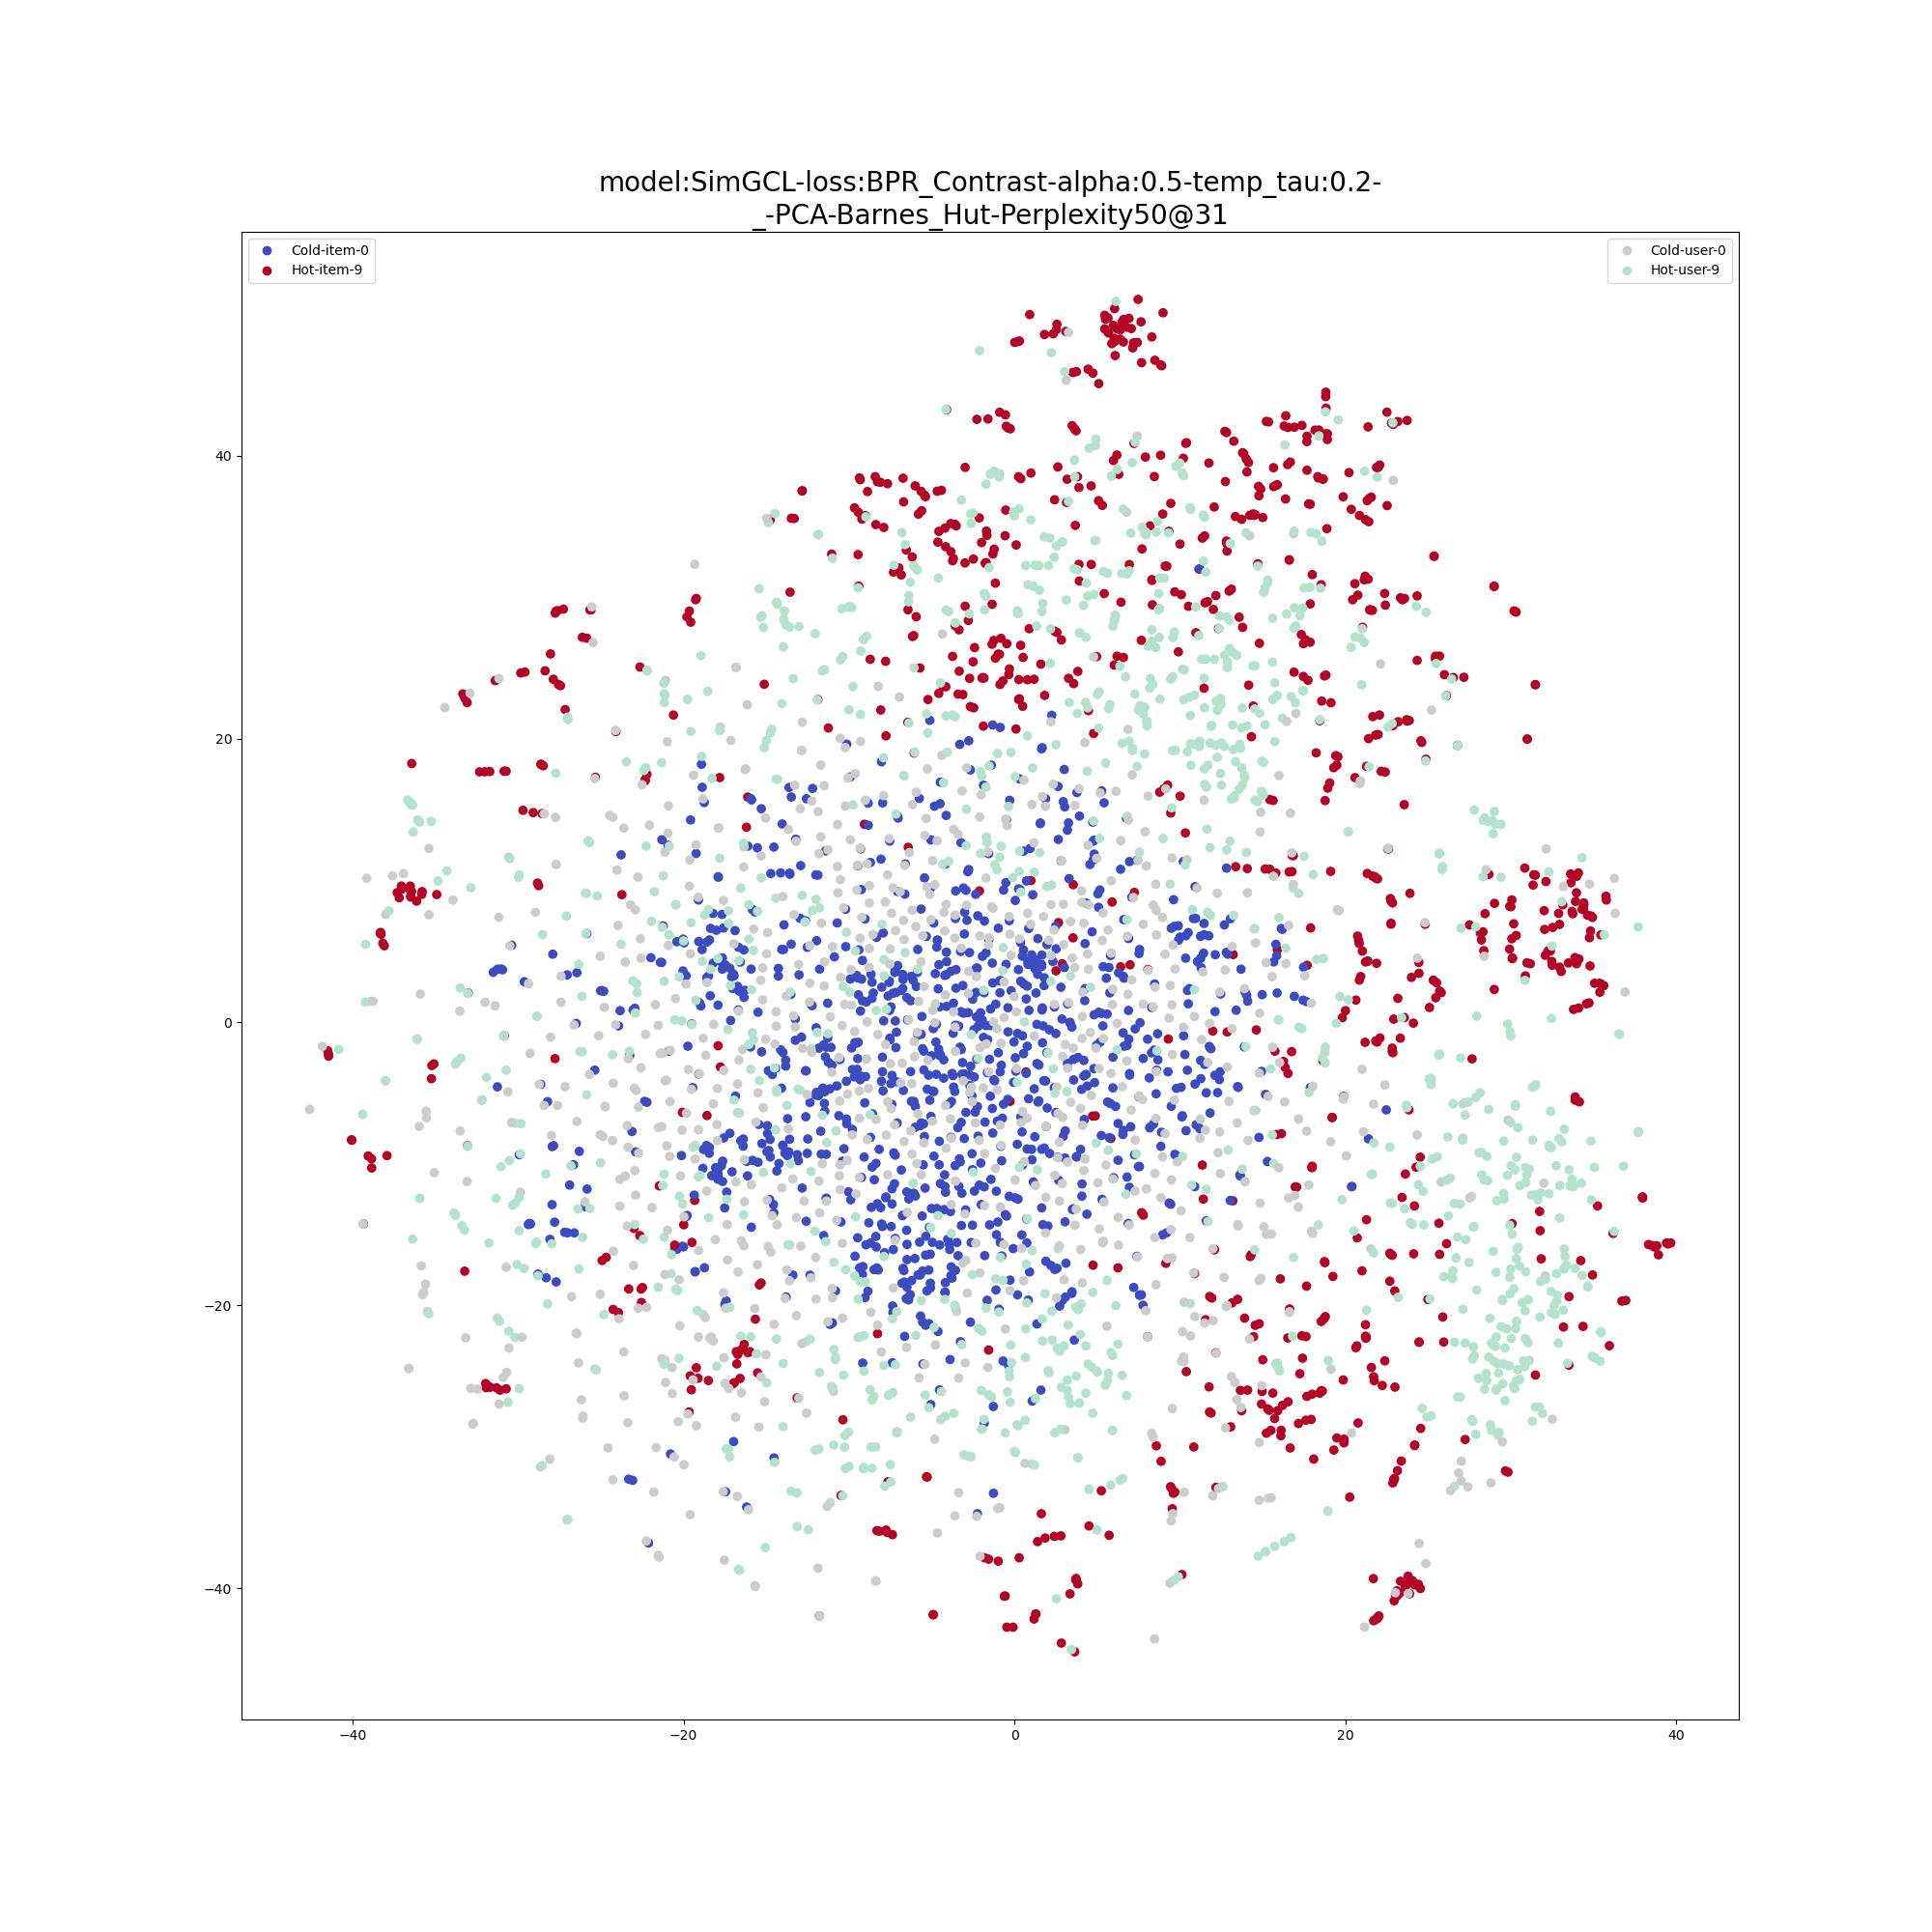 model:SimGCL-loss:BPR_Contrast-alpha:0.5-temp_tau:0.2-
_-PCA-Barnes_Hut-Perplexity50@31
Cold-item-0
Hot-item-9
Cold-user-0
Hot-user-9
40
20
0
−20
−40
−40
−20
0
20
40